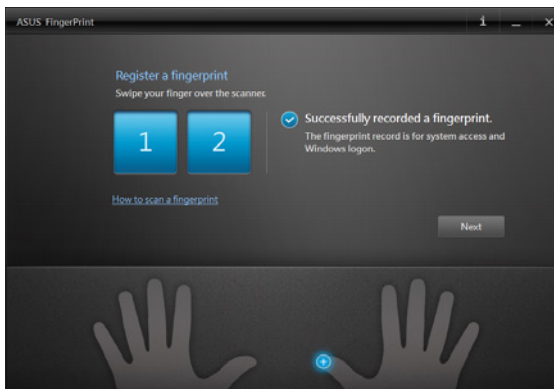 ASUS FingerPrint
Register a fingerprint
Swipe your finger over the scanner.
1 2
Successfully recorded a fingerprint.
The fingerprint record is for system access and
Windows logon.
How to scan a fingerprint
Next